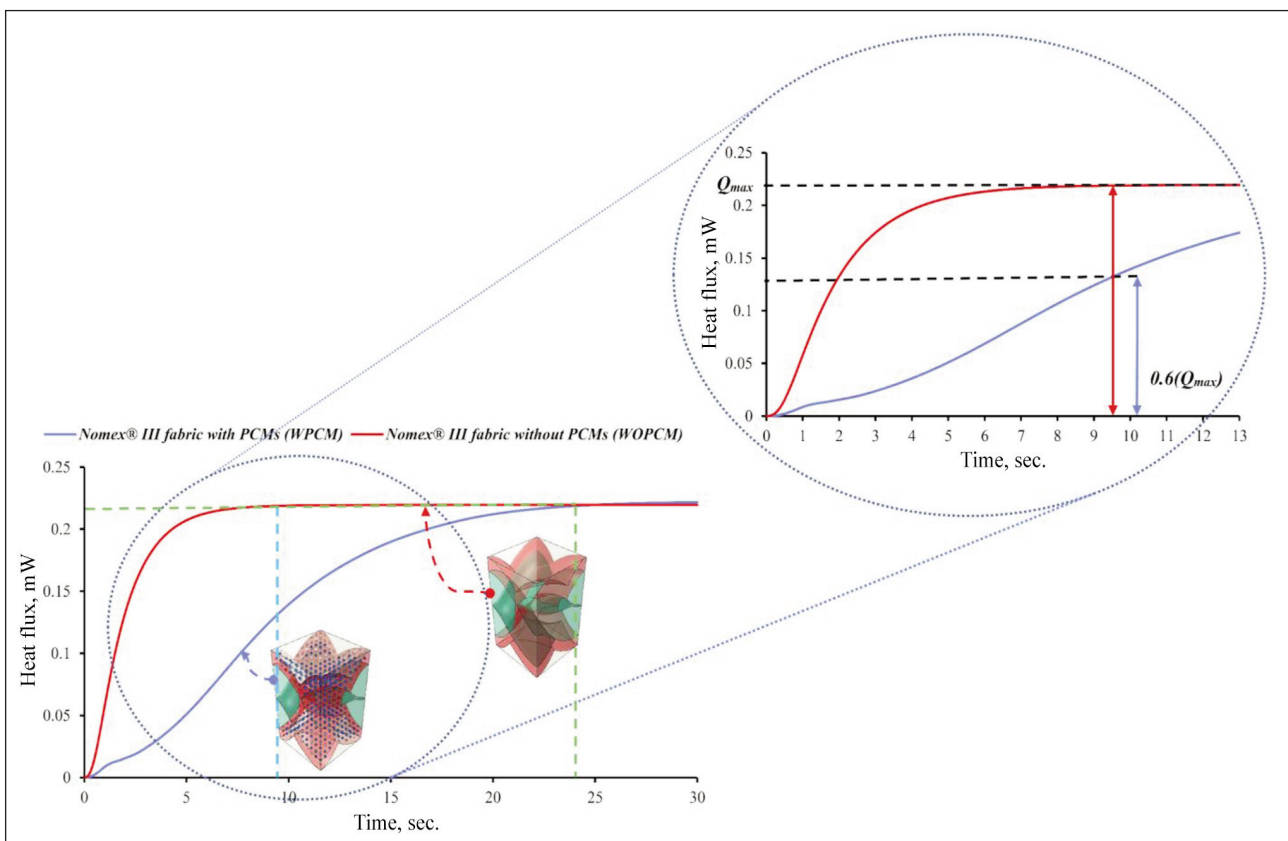 0.25
Qmax
0.2
0.15
0.1
0.05
0
Heat flux, mW
0.6(Qmax)
0 1 2 3 4 5 6 7 8 9 10 11 12 13
Time, sec.
Nomex® III fabric with PCMs (WPCM) Nomex® III fabric without PCMs (WOPCM)
0.25
0.2
0.15
0.1
0.05
0
Heat flux, mW
0 5 10 15 20 25 30
Time, sec.